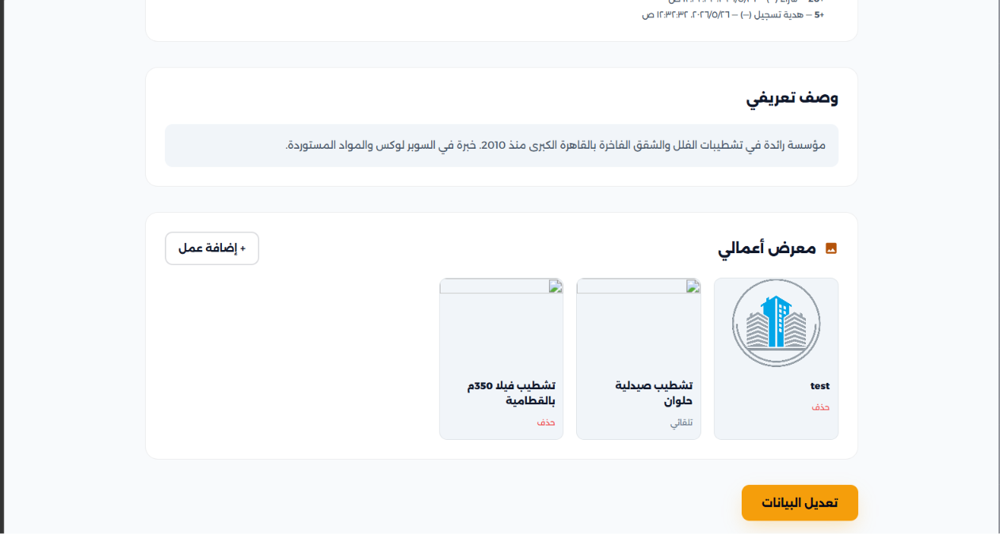 +5 – هدية تسجيل (—) – ٢٦‏/٥‏/٢٠٢٦، ١٢:٣٢:٣٢ ص
وصف تعريفي
مؤسسة رائدة في تشطيبات الفلل والشقق الفاخرة بالقاهرة الكبرى منذ 2010. خبرة في السوبر لوكس والمواد المستوردة.
معرض أعمالي
+ إضافة عمل
test
حذف
تشطيب صيدلية
حلوان
تلقائي
تشطيب فيلا 350م
بالقطامية
حذف
تعديل البيانات